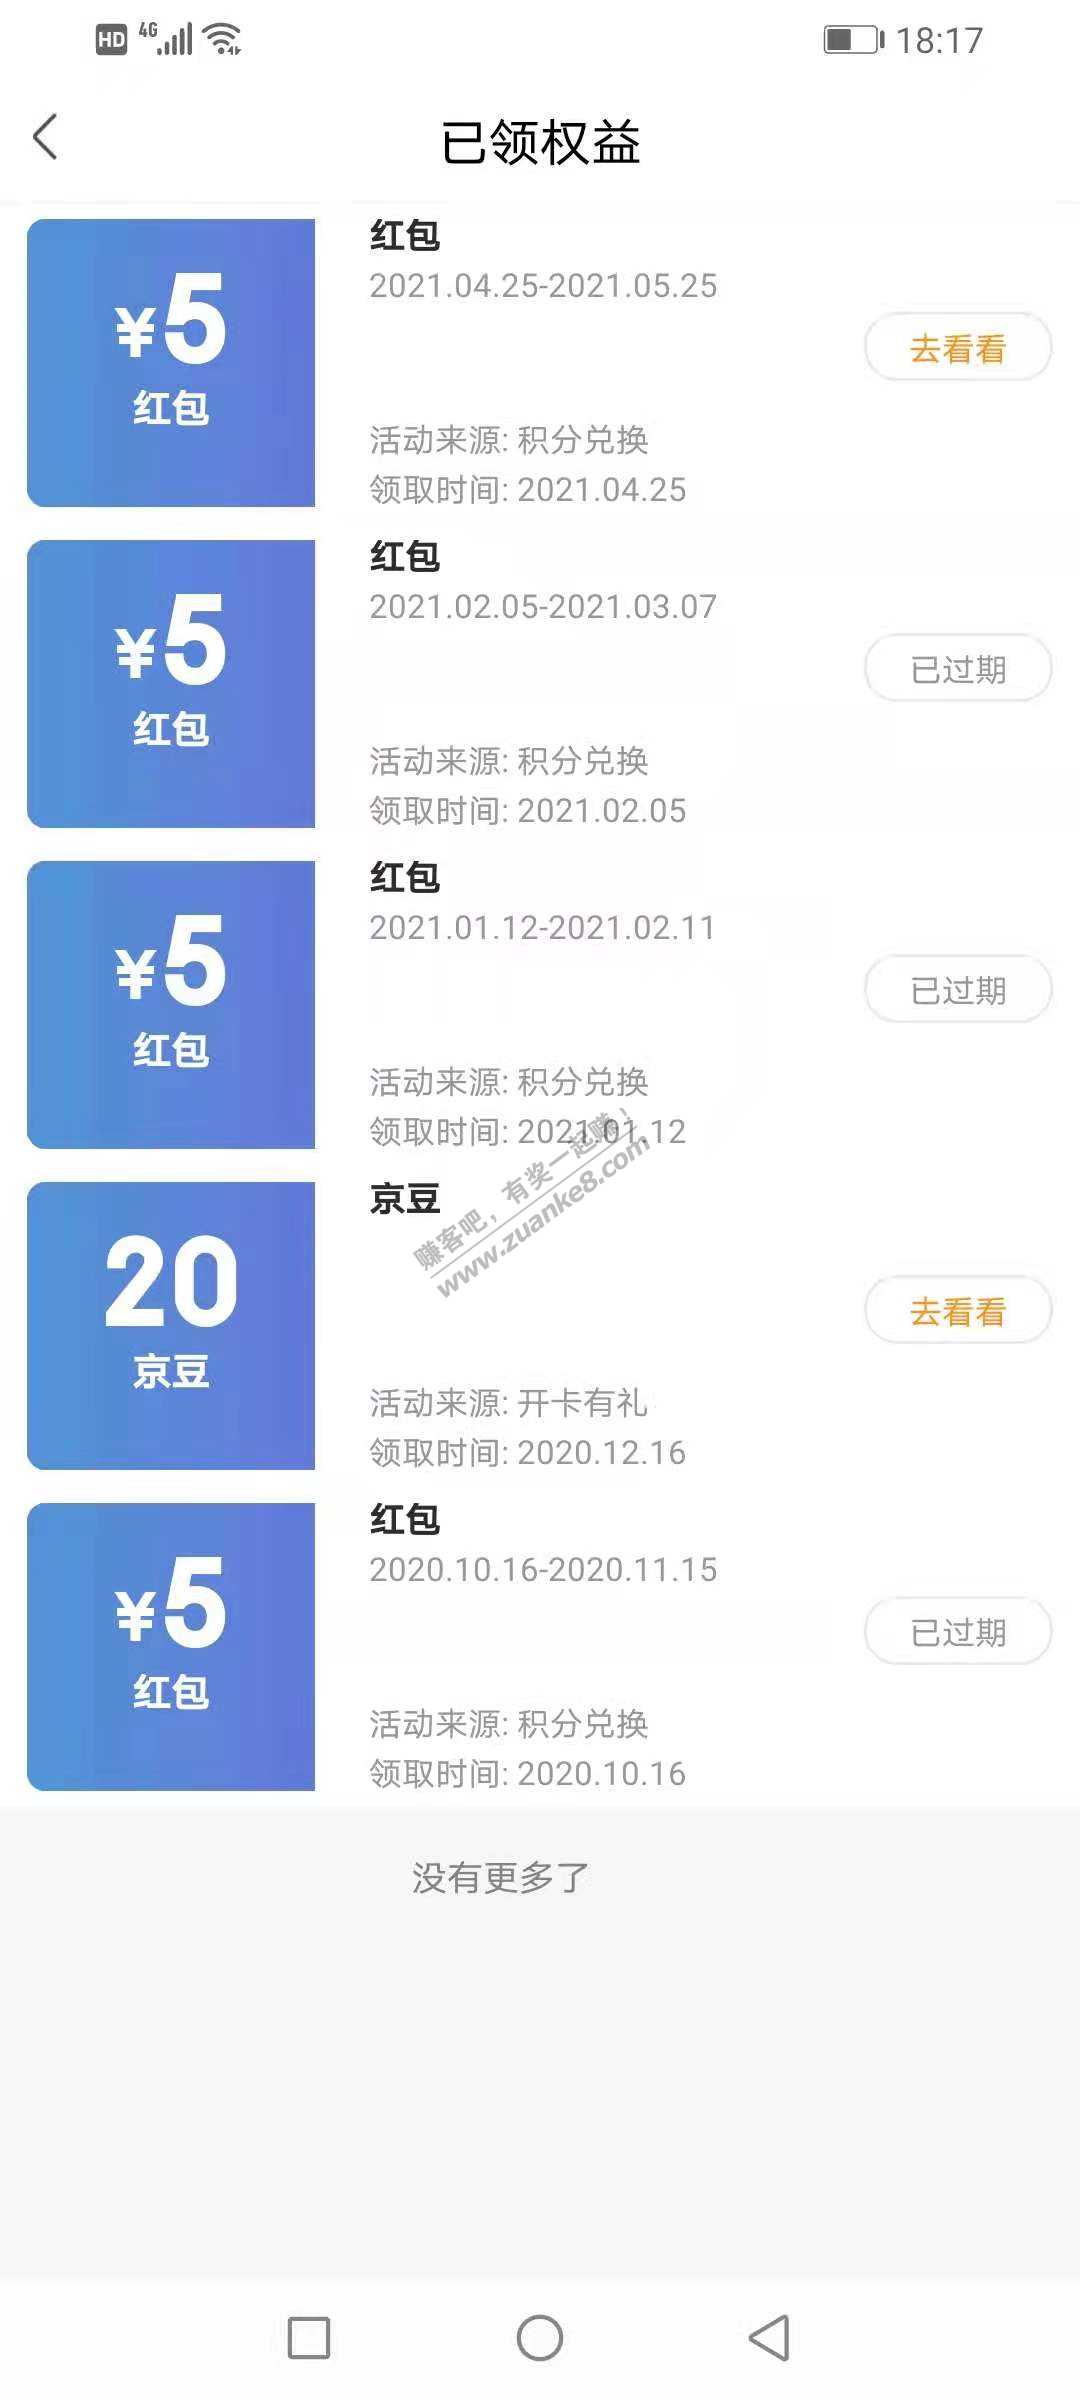 HD 4G 18:17
已领权益
¥5
红包
红包
2021.04.25-2021.05.25
去看看
活动来源: 积分兑换
领取时间: 2021.04.25
¥5
红包
红包
2021.02.05-2021.03.07
已过期
活动来源: 积分兑换
领取时间: 2021.02.05
¥5
红包
红包
2021.01.12-2021.02.11
已过期
活动来源: 积分兑换
领取时间: 2021.01.12
赚客吧，有奖一起赚！
www.zuanke8.com
20
京豆
京豆
去看看
活动来源: 开卡有礼
领取时间: 2020.12.16
¥5
红包
红包
2020.10.16-2020.11.15
已过期
活动来源: 积分兑换
领取时间: 2020.10.16
没有更多了